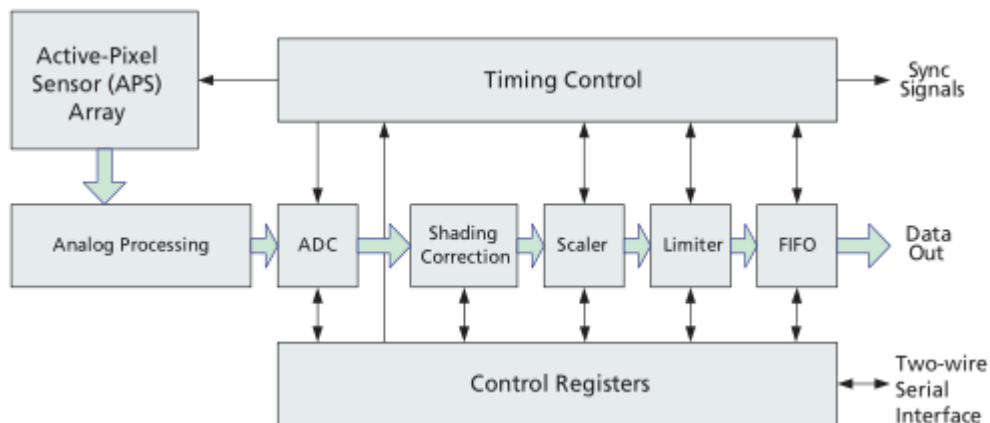 Active-Pixel
Sensor (APS)
Array
Timing Control
Sync
Signals
Analog Processing
ADC
Shading
Correction
Scaler
Limiter
FIFO
Data
Out
Control Registers
Two-wire
Serial
Interface